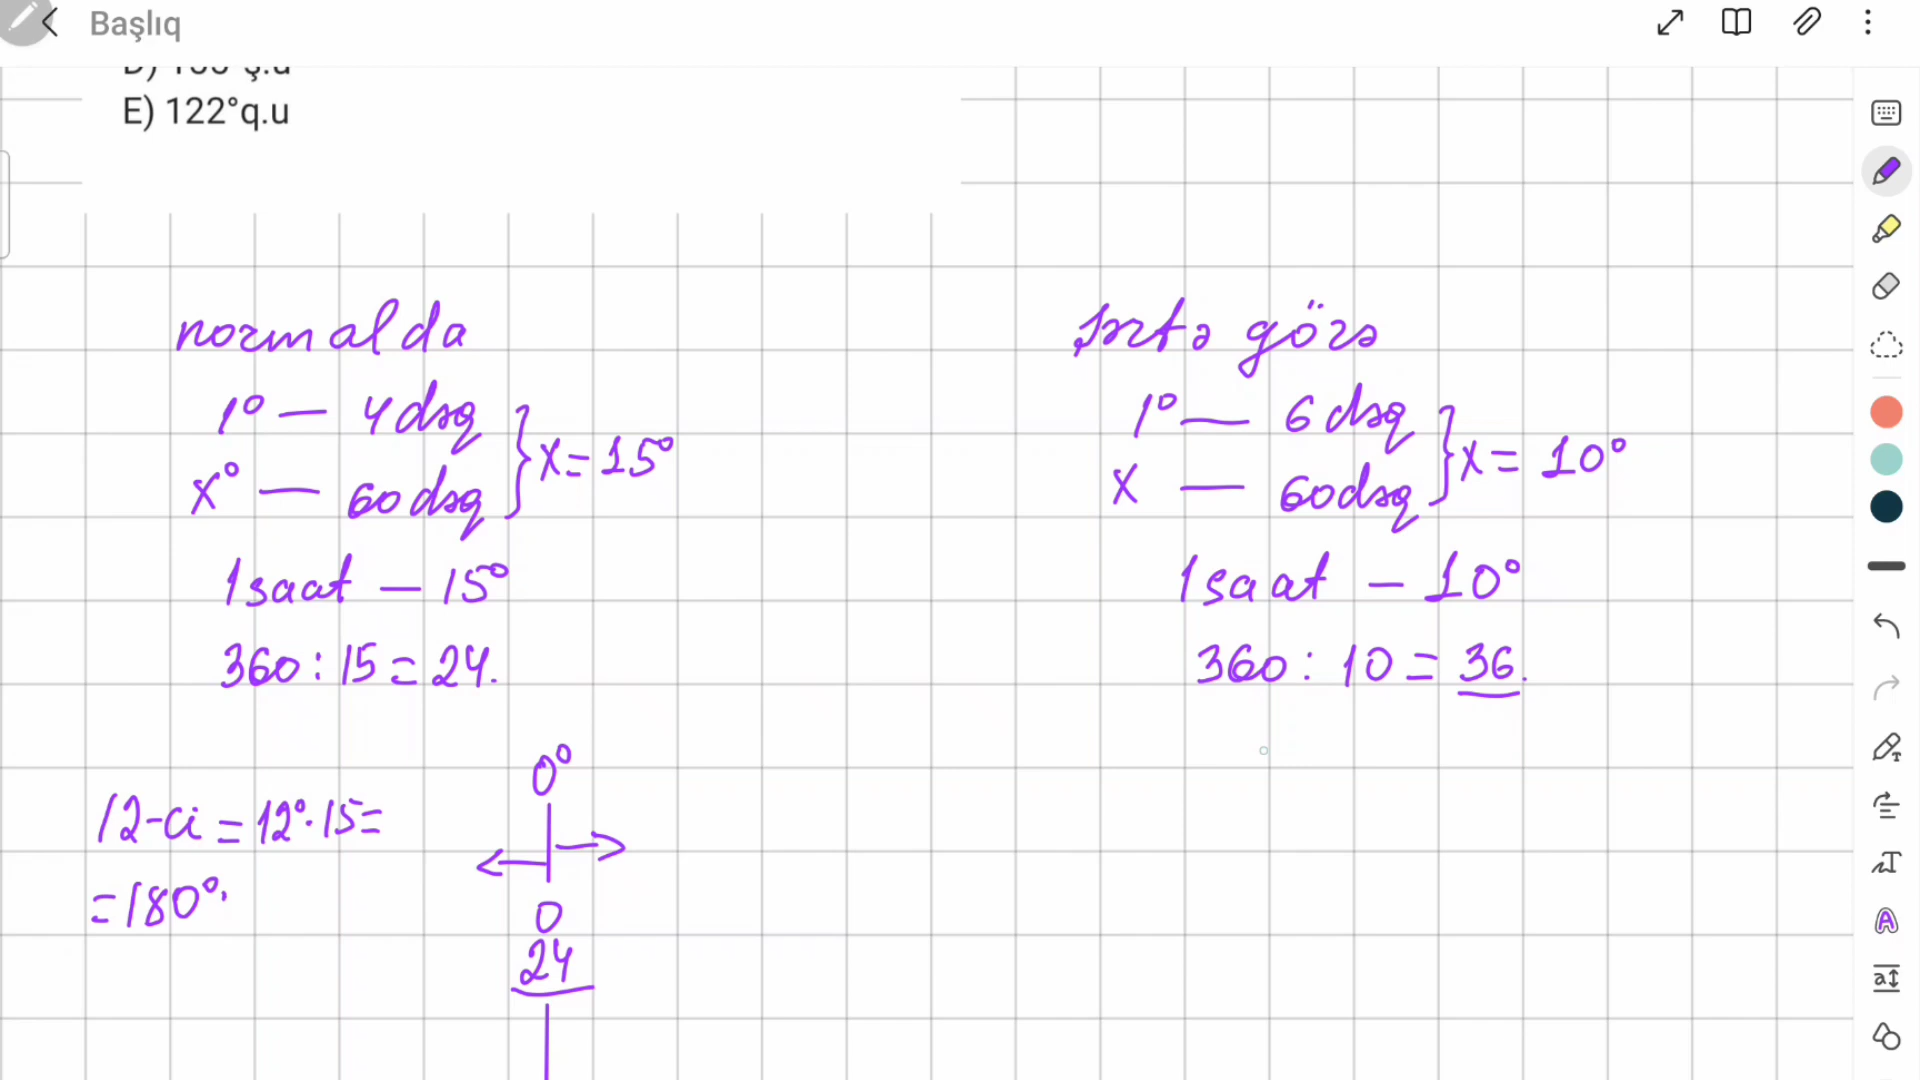 Başlıq
E) 122°q.u
normalda
1° — 4 dəq
x° — 60 dəq } x = 15°
1 saat — 15°
360 : 15 = 24.
12-ci = 12° · 15 =
= 180°.
0°
0
24
şərtə görə
1° — 6 dəq
x — 60 dəq } x = 10°
1 saat — 10°
360 : 10 = 36.